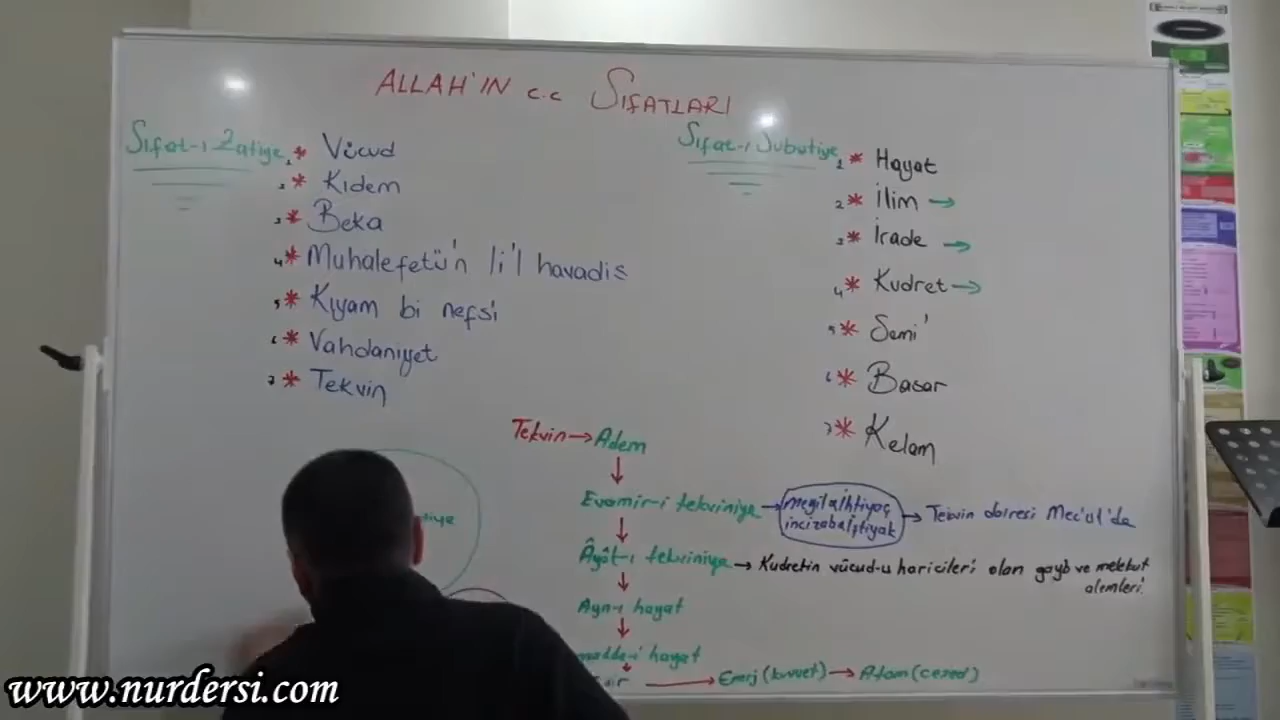 ALLAH'IN c.c SIFATLARI
Sıfat-ı Zatiye
1 * Vücud
2 * Kıdem
3 * Beka
4 * Muhalefetü'n li'l havadis
5 * Kıyam bi nefsi
6 * Vahdaniyet
7 * Tekvin
Sıfat-ı Subutiye
1 * Hayat
2 * İlim →
3 * İrade →
4 * Kudret →
5 * Semi'
6 * Basar
7 * Kelam
Tekvin → Adem
Evamir-i tekviniye → meyil, ihtiyaç
incizab, iştiyak → Tekvin dairesi Mec'ul'de
Âyât-ı tekviniye → Kudretin vücud-u haricileri olan gayb ve melekut
alemleri
Ayn-ı hayat
madde-i hayat
→ Enerj (kuvvet) → Atom (cesed)
www.nurdersi.com